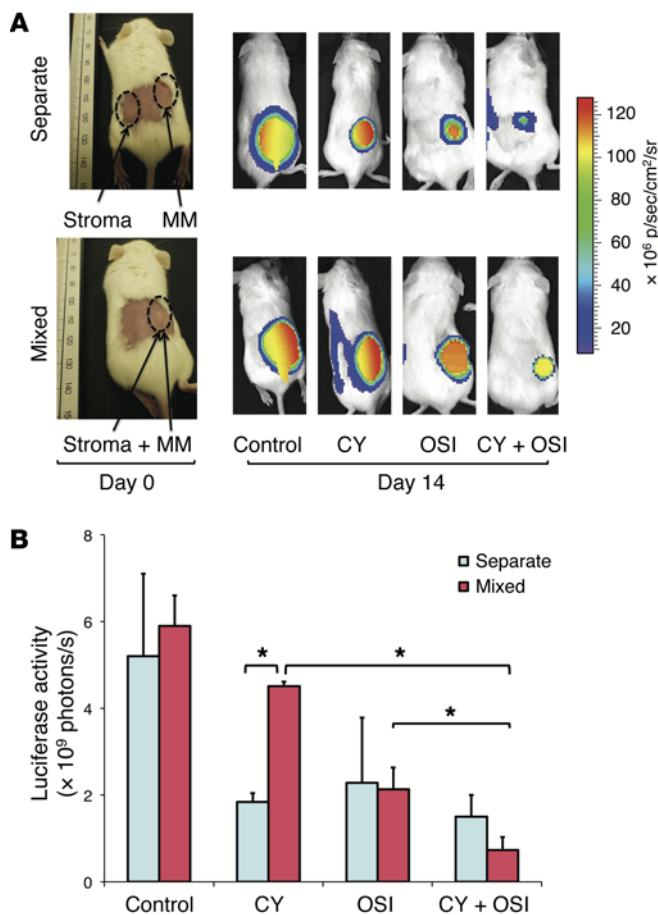 A
Separate
Stroma MM
Mixed
Stroma + MM
Day 0
Control CY OSI CY + OSI
Day 14
120
100
80
60
40
20
× 10⁶ p/sec/cm²/sr
B
Luciferase activity
(× 10⁹ photons/s)
8
6
4
2
0
Separate
Mixed
*
*
*
Control CY OSI CY + OSI